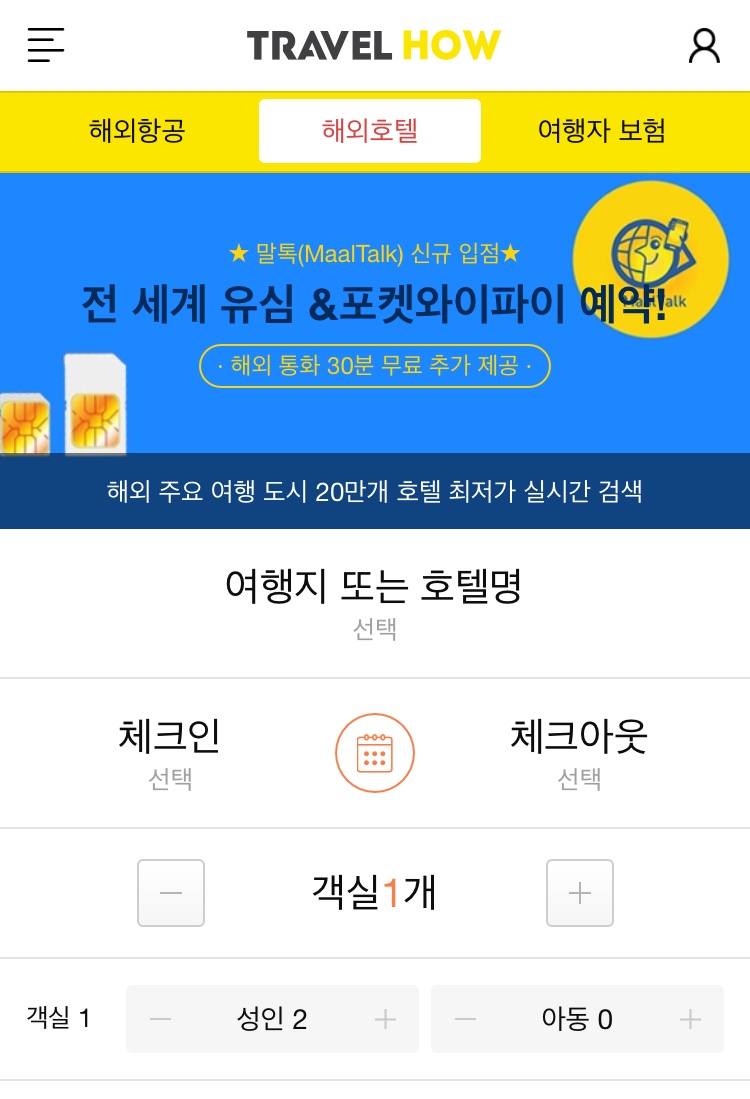 TRAVEL HOW
해외항공 해외호텔 여행자 보험
★ 말톡(MaalTalk) 신규 입점★
전 세계 유심 &포켓와이파이 예약!
MaalTalk
· 해외 통화 30분 무료 추가 제공 ·
해외 주요 여행 도시 20만개 호텔 최저가 실시간 검색
여행지 또는 호텔명
선택
체크인 체크아웃
선택 선택
객실1개
객실 1 성인 2 아동 0